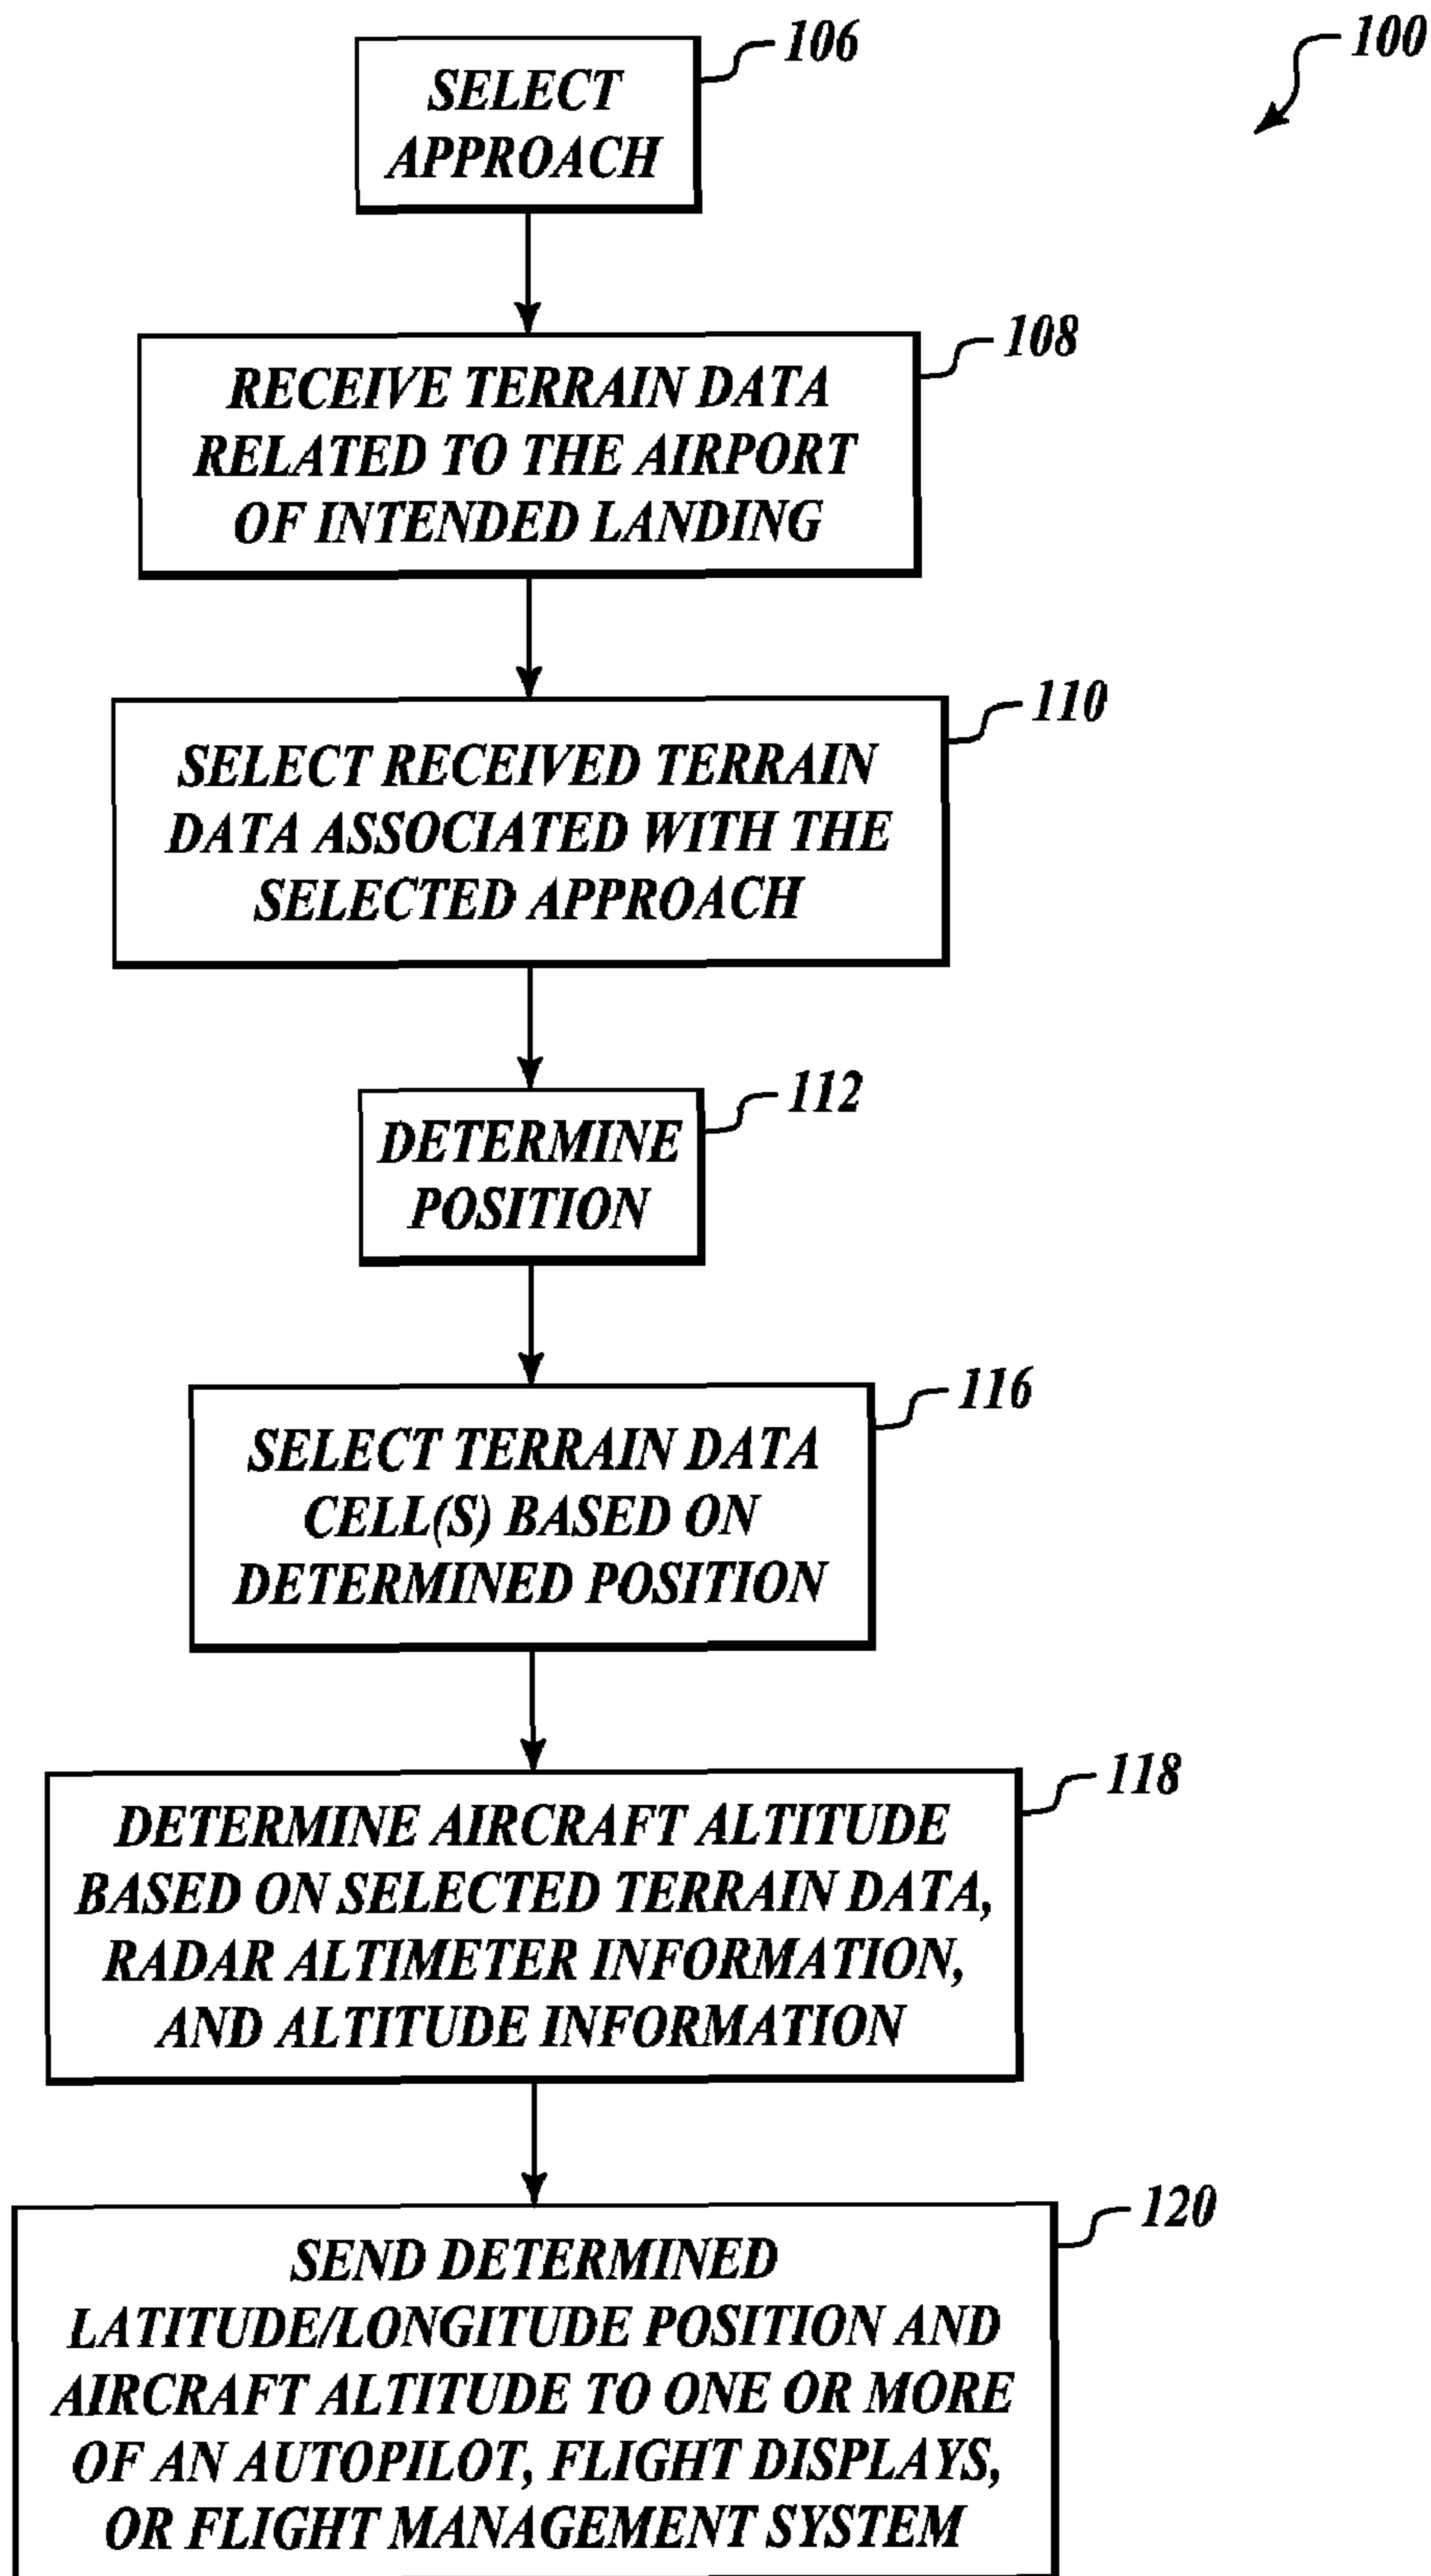 106
100
SELECT
APPROACH
108
RECEIVE TERRAIN DATA
RELATED TO THE AIRPORT
OF INTENDED LANDING
110
SELECT RECEIVED TERRAIN
DATA ASSOCIATED WITH THE
SELECTED APPROACH
112
DETERMINE
POSITION
116
SELECT TERRAIN DATA
CELL(S) BASED ON
DETERMINED POSITION
118
DETERMINE AIRCRAFT ALTITUDE
BASED ON SELECTED TERRAIN DATA,
RADAR ALTIMETER INFORMATION,
AND ALTITUDE INFORMATION
120
SEND DETERMINED
LATITUDE/LONGITUDE POSITION AND
AIRCRAFT ALTITUDE TO ONE OR MORE
OF AN AUTOPILOT, FLIGHT DISPLAYS,
OR FLIGHT MANAGEMENT SYSTEM